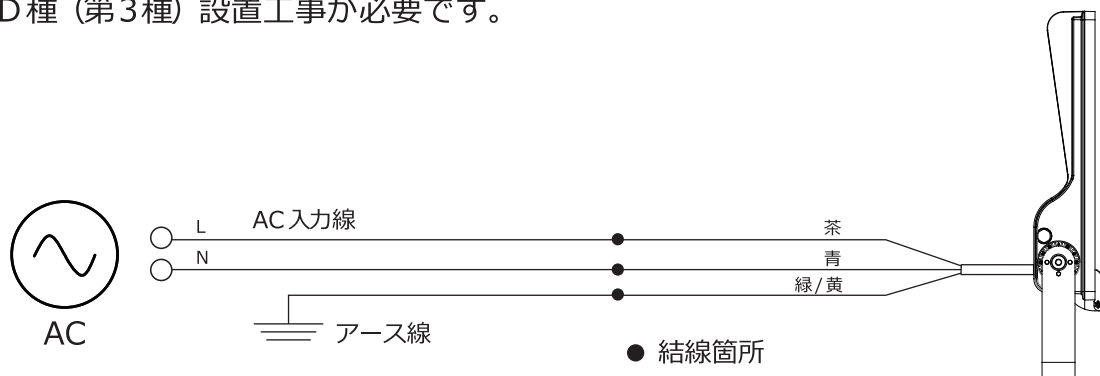 D種（第3種）設置工事が必要です。
L
AC入力線
茶
N
青
緑/黄
AC
アース線
● 結線箇所